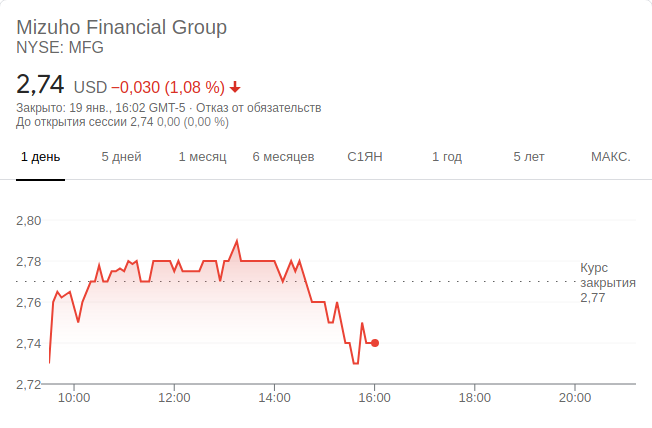 Mizuho Financial Group
NYSE: MFG
2,74 USD −0,030 (1,08 %)
Закрыто: 19 янв., 16:02 GMT-5 · Отказ от обязательств
До открытия сессии 2,74 0,00 (0,00 %)
1 день 5 дней 1 месяц 6 месяцев С1ЯН 1 год 5 лет МАКС.
2,80
2,78
2,76
2,74
2,72
Курс
закрытия
2,77
10:00 12:00 14:00 16:00 18:00 20:00